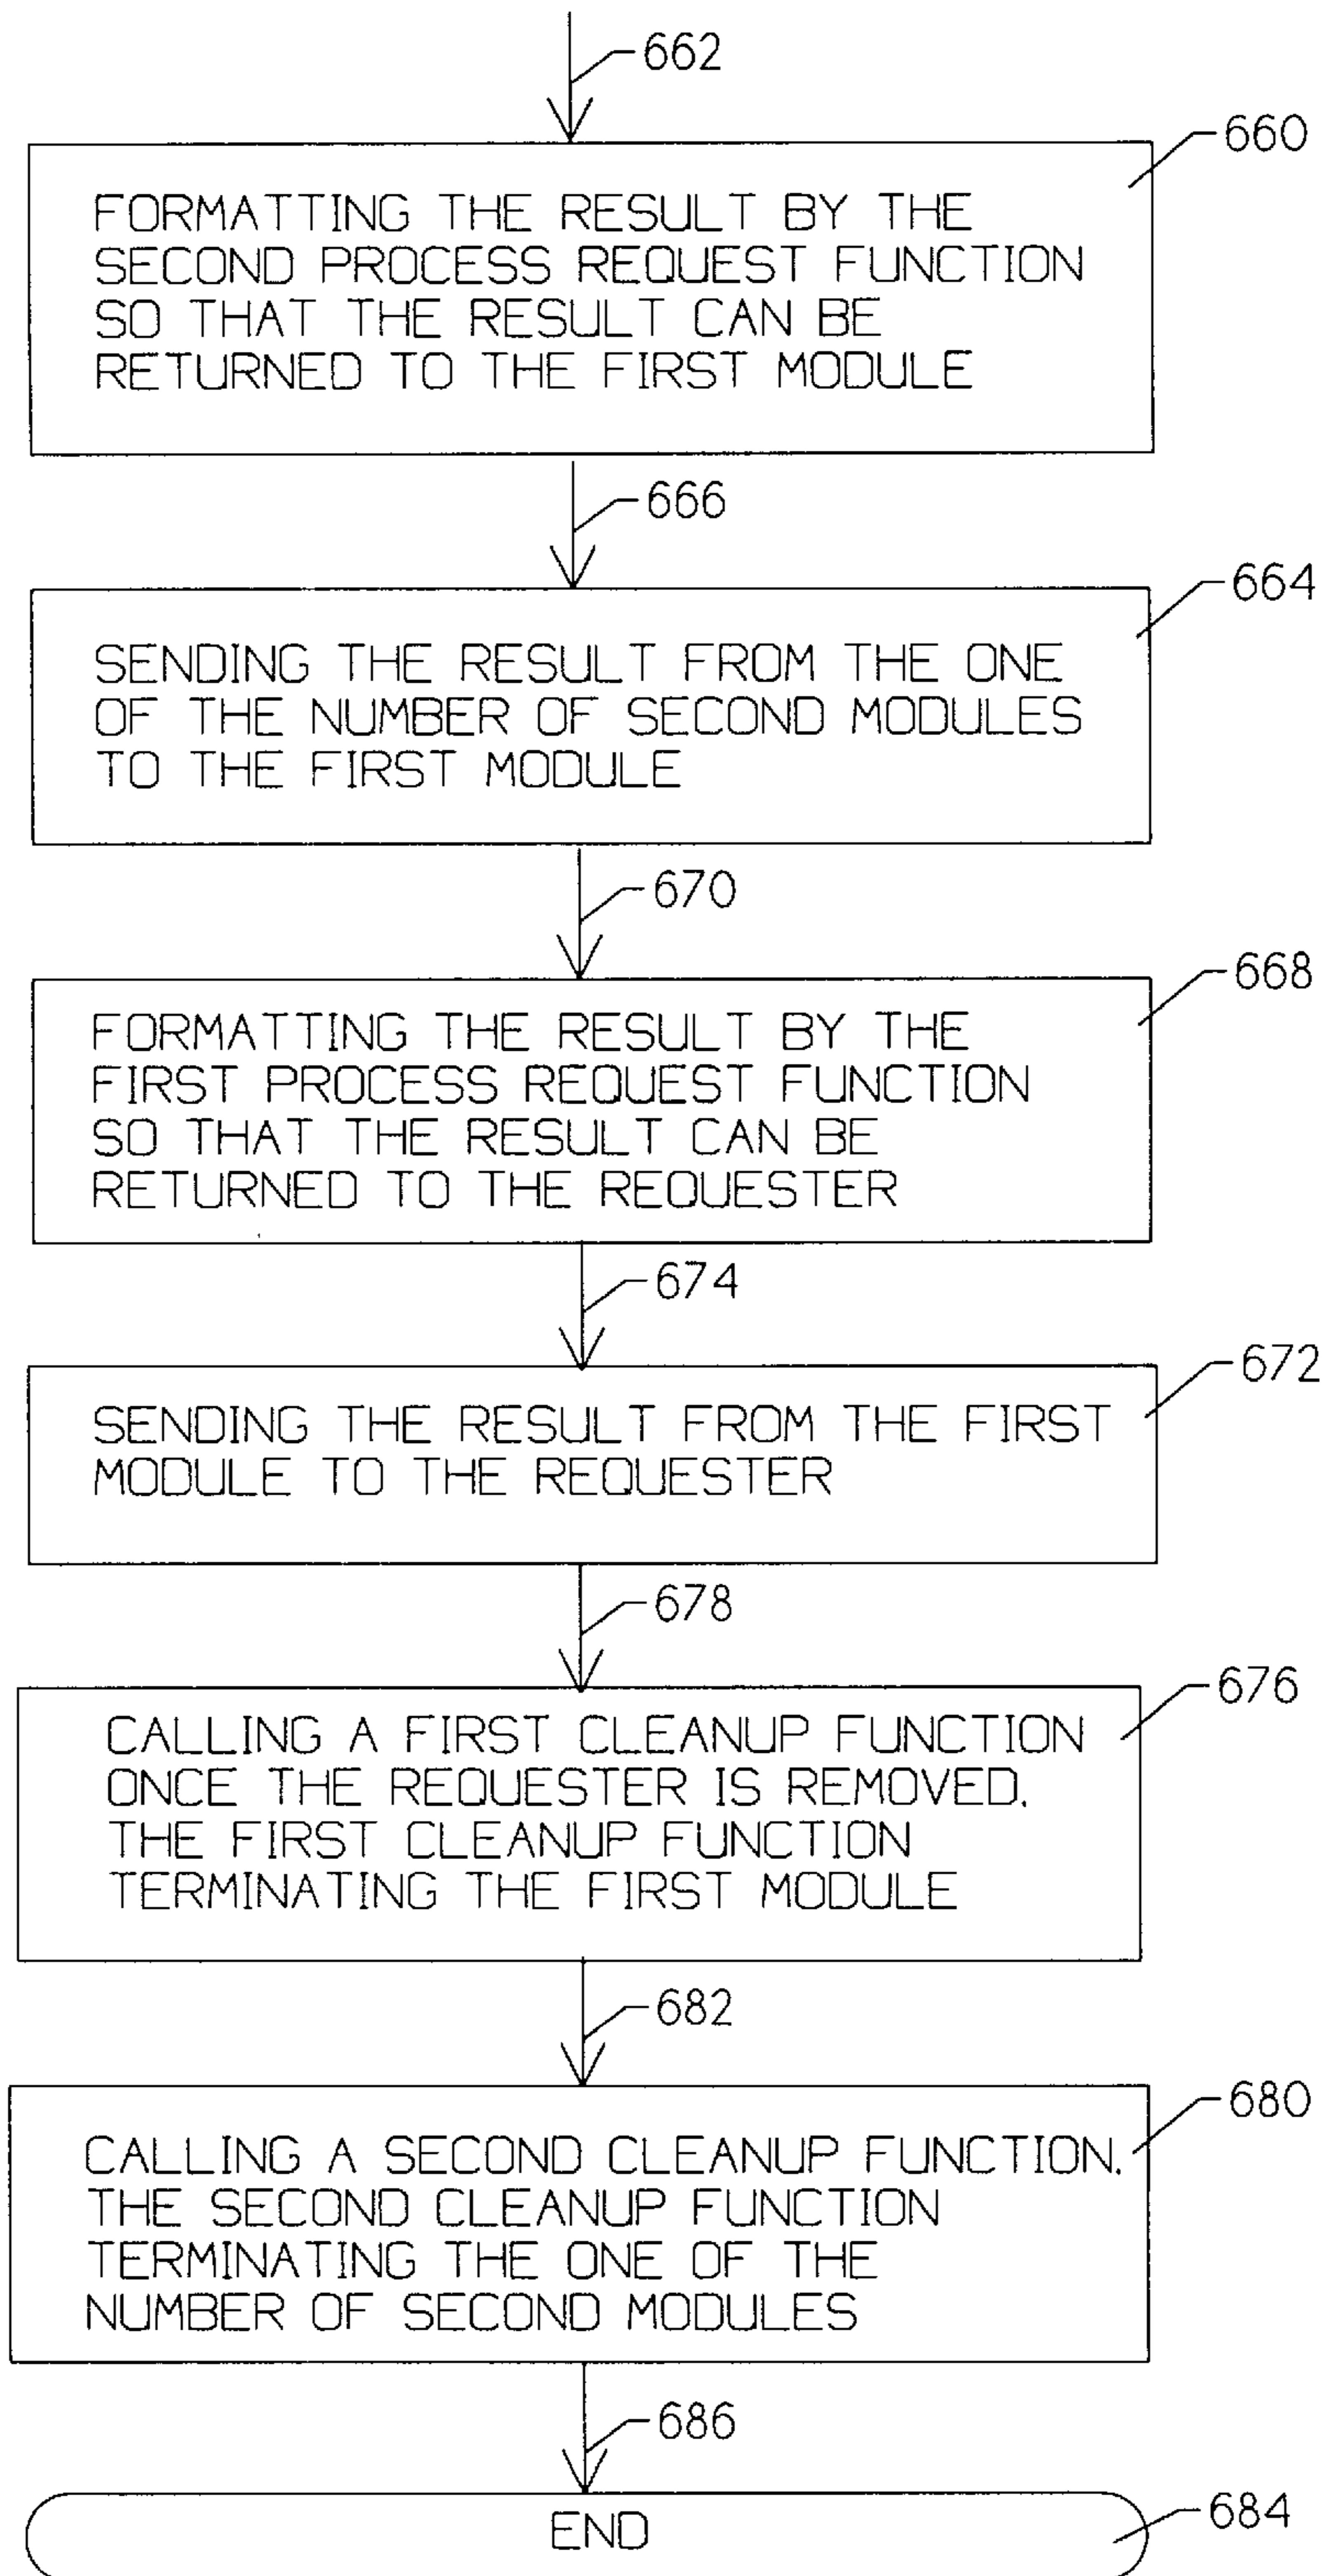 662
660
FORMATTING THE RESULT BY THE
SECOND PROCESS REQUEST FUNCTION
SO THAT THE RESULT CAN BE
RETURNED TO THE FIRST MODULE
666
664
SENDING THE RESULT FROM THE ONE
OF THE NUMBER OF SECOND MODULES
TO THE FIRST MODULE
670
668
FORMATTING THE RESULT BY THE
FIRST PROCESS REQUEST FUNCTION
SO THAT THE RESULT CAN BE
RETURNED TO THE REQUESTER
674
672
SENDING THE RESULT FROM THE FIRST
MODULE TO THE REQUESTER
678
676
CALLING A FIRST CLEANUP FUNCTION
ONCE THE REQUESTER IS REMOVED.
THE FIRST CLEANUP FUNCTION
TERMINATING THE FIRST MODULE
682
680
CALLING A SECOND CLEANUP FUNCTION.
THE SECOND CLEANUP FUNCTION
TERMINATING THE ONE OF THE
NUMBER OF SECOND MODULES
686
END
684